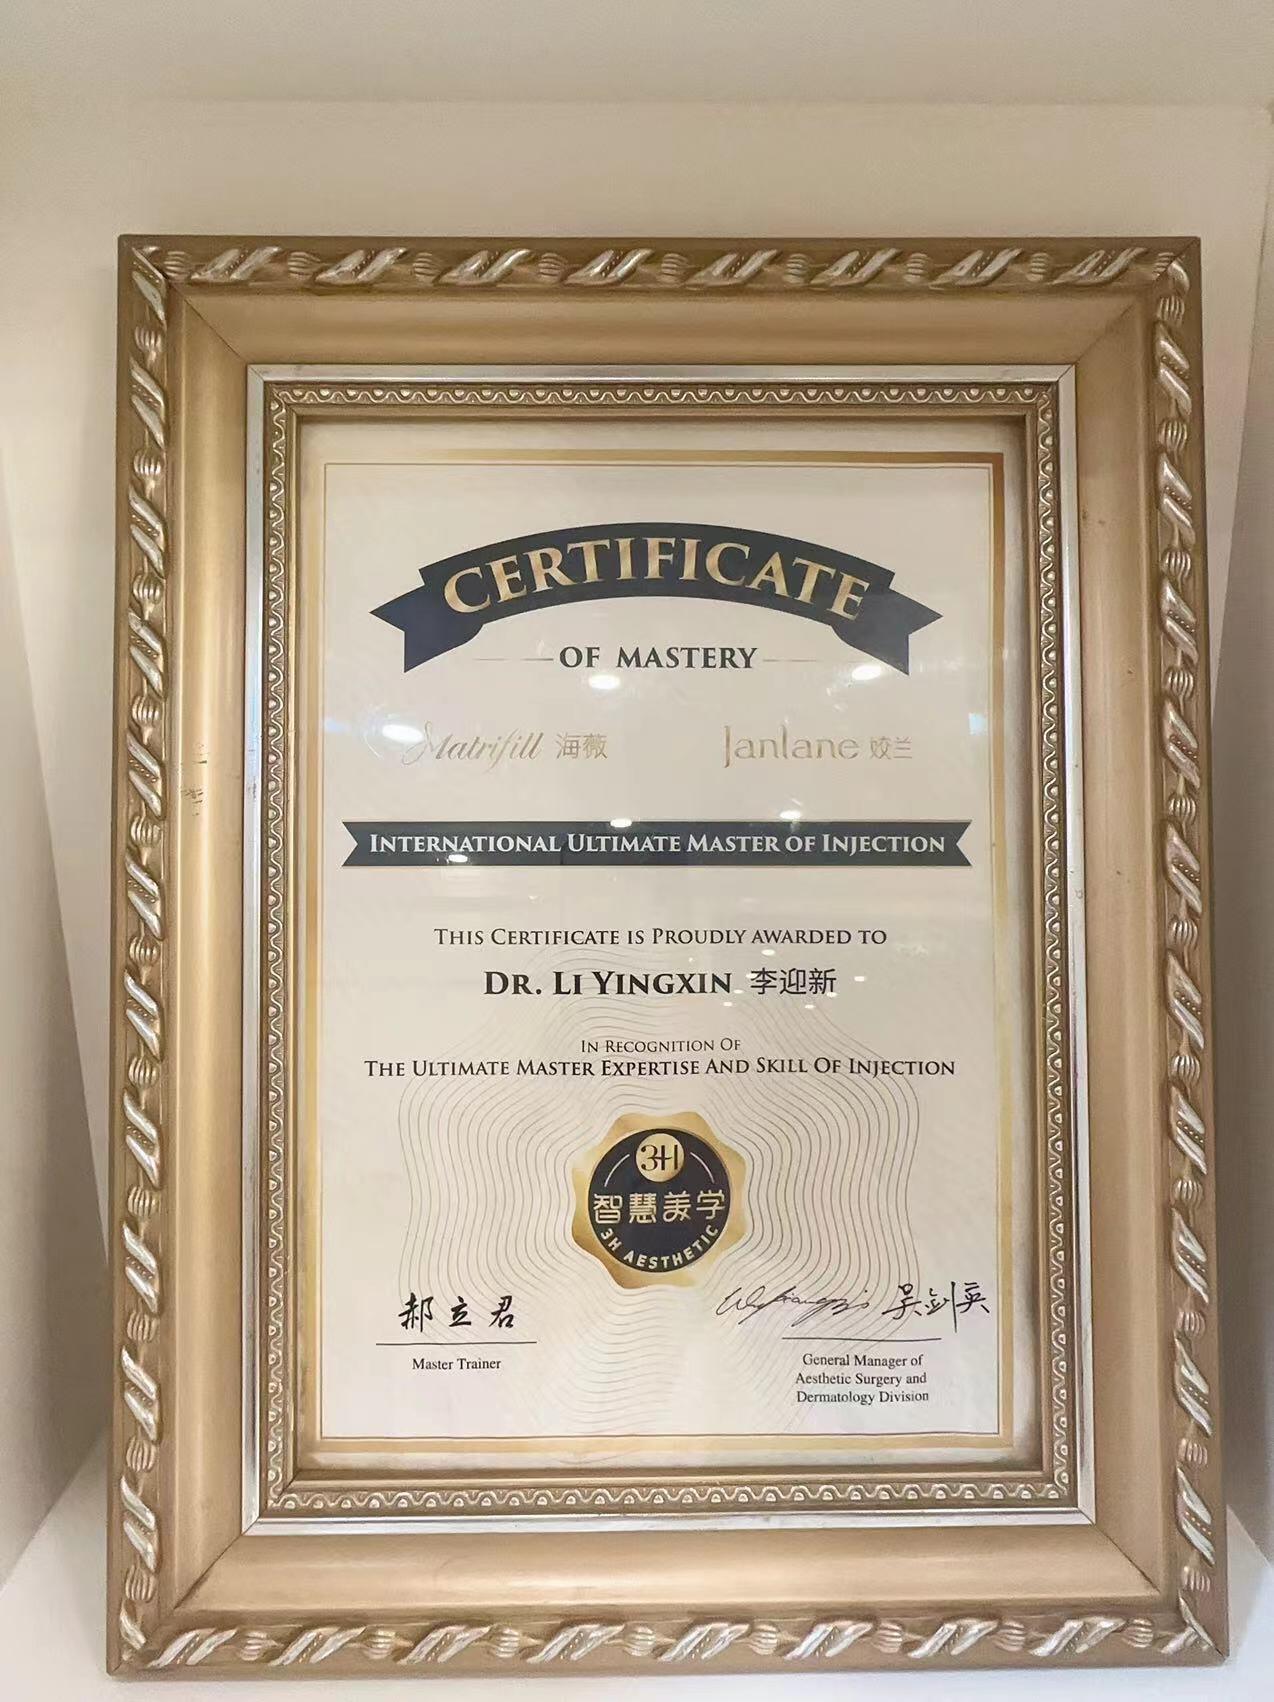 CERTIFICATE
OF MASTERY
Matrifill 海薇 Janlane 姣兰
INTERNATIONAL ULTIMATE MASTER OF INJECTION
THIS CERTIFICATE IS PROUDLY AWARDED TO
DR. LI YINGXIN 李迎新
IN RECOGNITION OF
THE ULTIMATE MASTER EXPERTISE AND SKILL OF INJECTION
3H
智慧美学
3H AESTHETIC
郝立君
吴剑英
Master Trainer
General Manager of
Aesthetic Surgery and
Dermatology Division